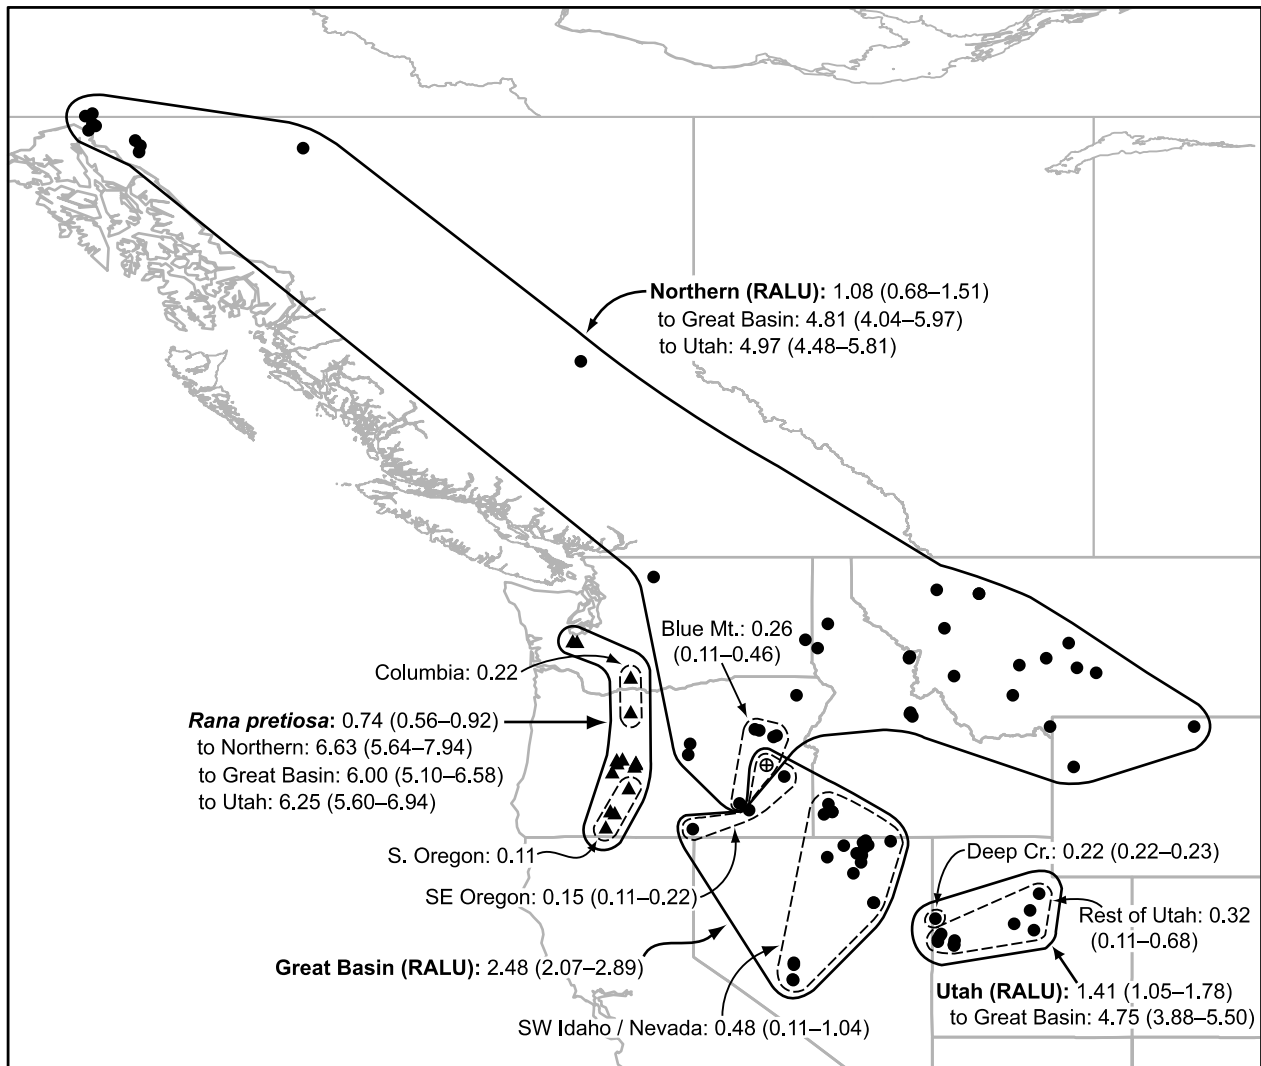 Northern (RALU): 1.08 (0.68–1.51)
to Great Basin: 4.81 (4.04–5.97)
to Utah: 4.97 (4.48–5.81)
Blue Mt.: 0.26
(0.11–0.46)
Columbia: 0.22
Rana pretiosa: 0.74 (0.56–0.92)
to Northern: 6.63 (5.64–7.94)
to Great Basin: 6.00 (5.10–6.58)
to Utah: 6.25 (5.60–6.94)
S. Oregon: 0.11
SE Oregon: 0.15 (0.11–0.22)
Deep Cr.: 0.22 (0.22–0.23)
Rest of Utah: 0.32
(0.11–0.68)
Great Basin (RALU): 2.48 (2.07–2.89)
Utah (RALU): 1.41 (1.05–1.78)
to Great Basin: 4.75 (3.88–5.50)
SW Idaho / Nevada: 0.48 (0.11–1.04)